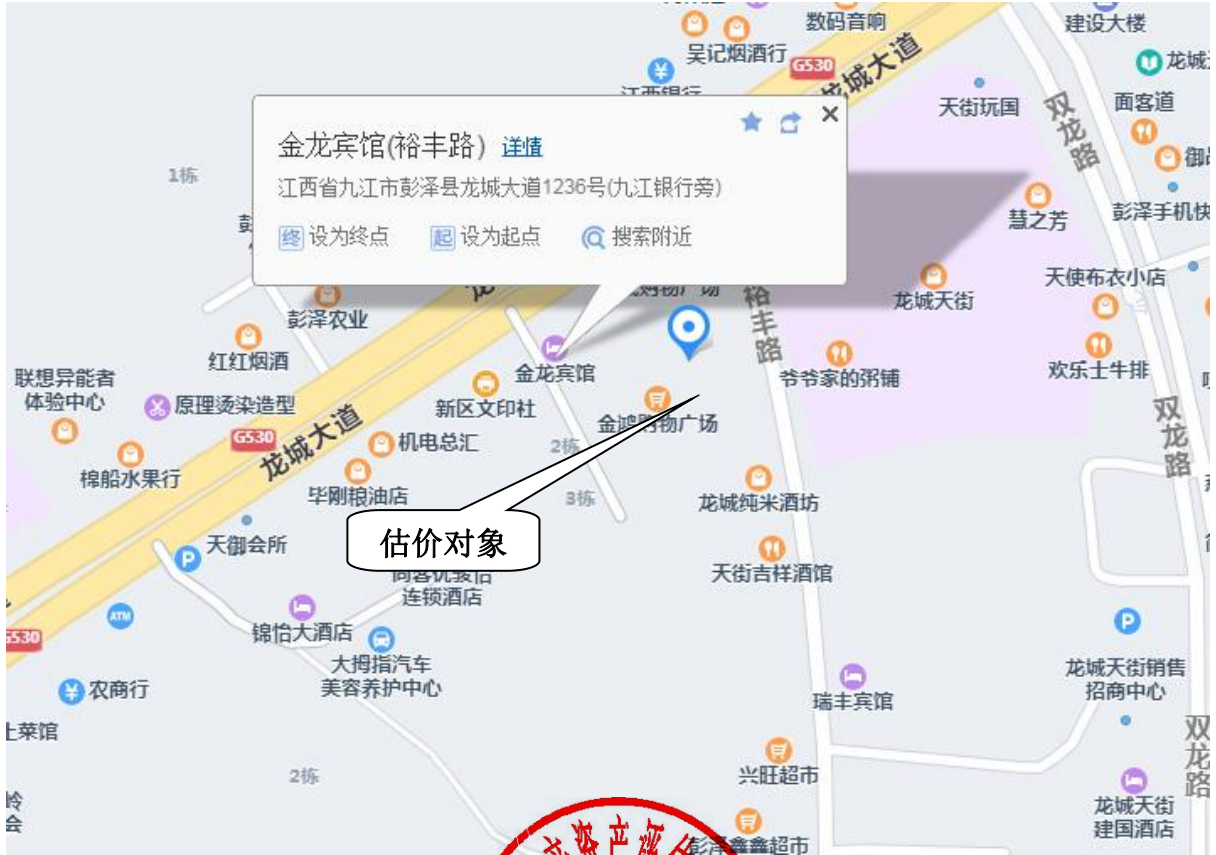 数码音响
建设大楼
吴记烟酒行
G530
龙城大道
天街玩国
双龙路
面客道
金龙宾馆(裕丰路) 详情
江西省九江市彭泽县龙城大道1236号(九江银行旁)
终 设为终点 起 设为起点 搜索附近
1栋
慧之芳
彭泽手机快
天使布衣小店
龙城天街
裕丰路
彭泽农业
红红烟酒
金龙宾馆
爷爷家的粥铺
欢乐士牛排
联想异能者
体验中心
原理烫染造型
新区文印社
金鸿购物广场
双龙路
G530
龙城大道
机电总汇
2栋
棉船水果行
毕刚粮油店
3栋
龙城纯米酒坊
估价对象
P
天御会所
天街吉祥酒馆
连锁酒店
ATM
锦怡大酒店
P
大拇指汽车
美容养护中心
农商行
瑞丰宾馆
龙城天街销售
招商中心
双龙路
2栋
兴旺超市
龙城天街
建国酒店
彭泽鑫鑫超市